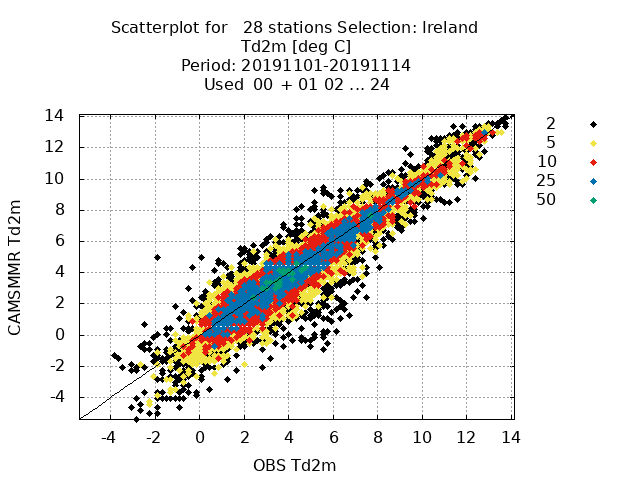 Scatterplot for   28 stations Selection: Ireland
Td2m [deg C]
Period: 20191101-20191114
Used  00 + 01 02 ... 24
14
12
10
8
6
4
2
0
-2
-4
CAMSMMR Td2m
-4 -2 0 2 4 6 8 10 12 14
OBS Td2m
2
5
10
25
50